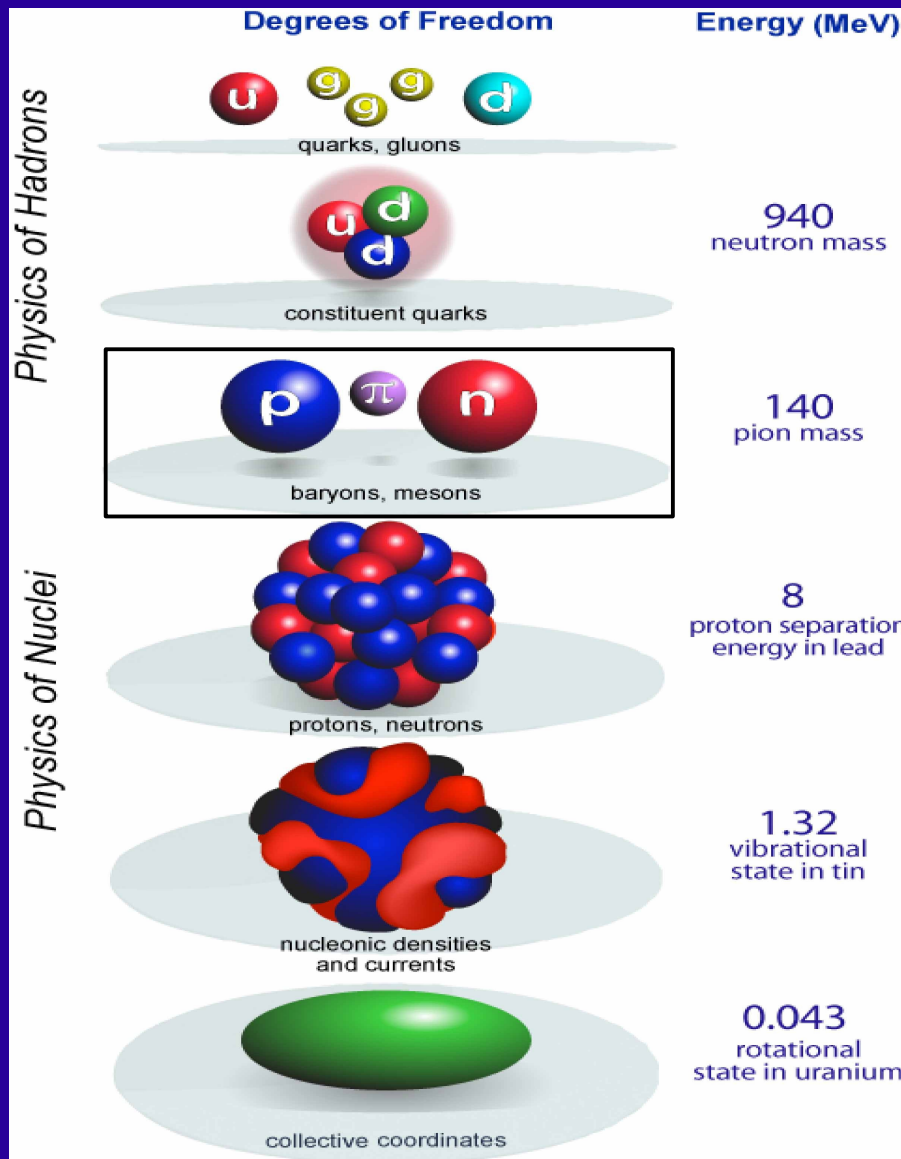 Degrees of Freedom
Energy (MeV)
Physics of Hadrons
u g g g d
quarks, gluons
u d d
constituent quarks
940
neutron mass
p π n
baryons, mesons
140
pion mass
Physics of Nuclei
protons, neutrons
8
proton separation
energy in lead
nucleonic densities
and currents
1.32
vibrational
state in tin
collective coordinates
0.043
rotational
state in uranium